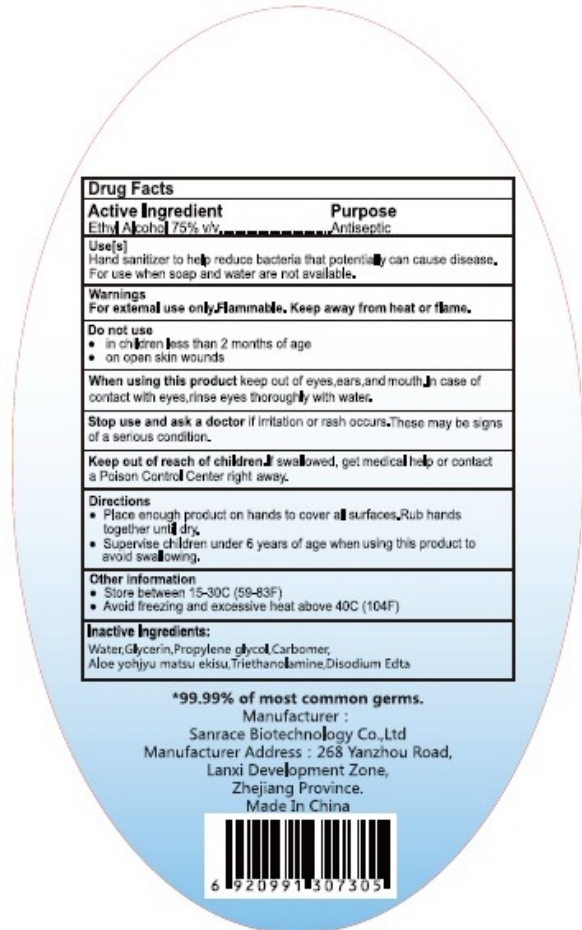 Drug Facts
Active Ingredient Purpose
Ethyl Alcohol 75% v/v. Antiseptic
Use[s]
Hand sanitizer to help reduce bacteria that potentially can cause disease.
For use when soap and water are not available.
Warnings
For external use only.Flammable. Keep away from heat or flame.
Do not use
● in children less than 2 months of age
● on open skin wounds
When using this product keep out of eyes,ears,and mouth.In case of
contact with eyes,rinse eyes thoroughly with water.
Stop use and ask a doctor if irritation or rash occurs.These may be signs
of a serious condition.
Keep out of reach of children.If swallowed, get medical help or contact
a Poison Control Center right away.
Directions
● Place enough product on hands to cover all surfaces.Rub hands
together until dry.
● Supervise children under 6 years of age when using this product to
avoid swallowing.
Other information
● Store between 15-30C (59-83F)
● Avoid freezing and excessive heat above 40C (104F)
Inactive Ingredients:
Water,Glycerin,Propylene glycol,Carbomer,
Aloe yohjyu matsu ekisu,Triethanolamine,Disodium Edta
*99.99% of most common germs.
Manufacturer :
Sanrace Biotechnology Co.,Ltd
Manufacturer Address : 268 Yanzhou Road,
Lanxi Development Zone,
Zhejiang Province.
Made In China
6 920991 307305